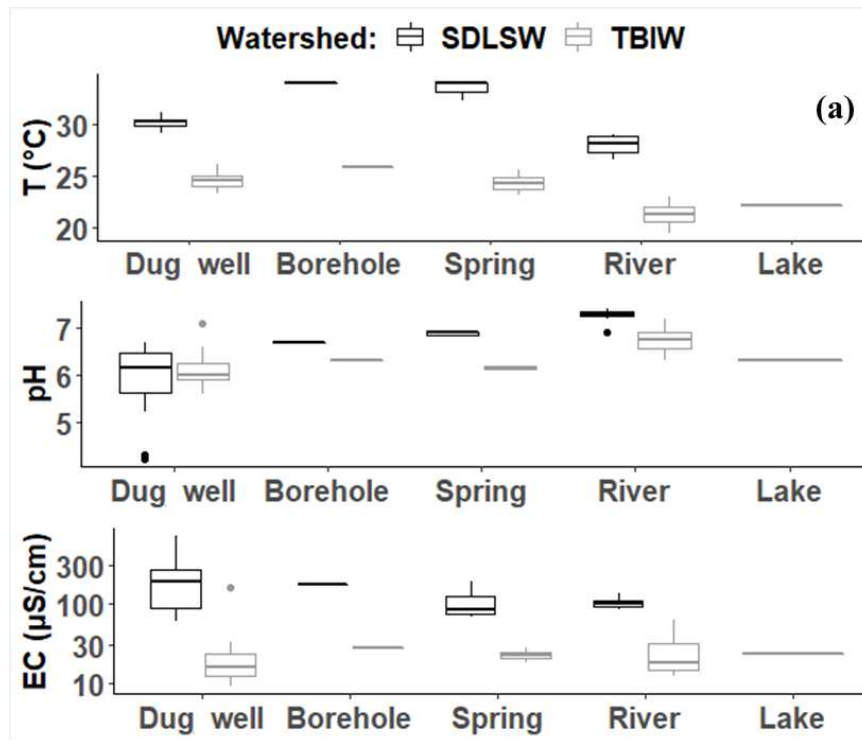 Watershed: SDLSW TBIW
(a)
T (°C)
30
25
20
Dug well Borehole Spring River Lake
pH
7
6
5
Dug well Borehole Spring River Lake
EC (µS/cm)
300
100
30
10
Dug well Borehole Spring River Lake